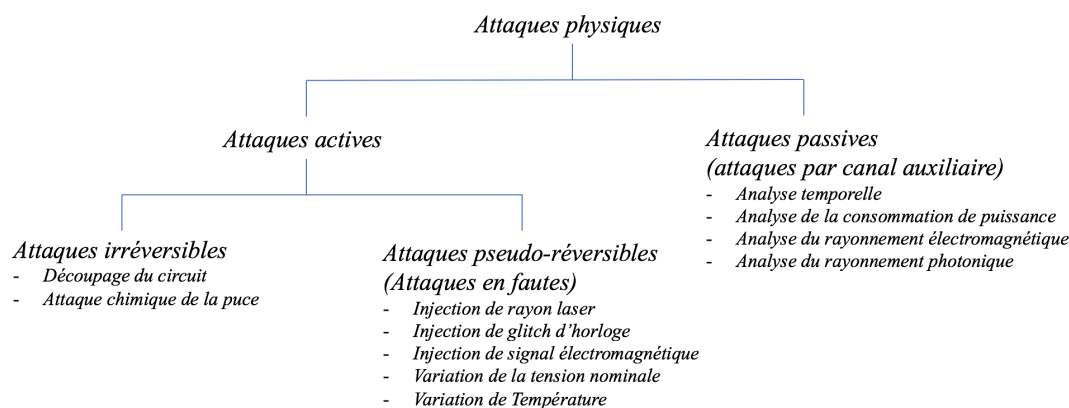 Attaques physiques
Attaques actives
Attaques irréversibles
- Découpage du circuit
- Attaque chimique de la puce
Attaques pseudo-réversibles
(Attaques en fautes)
- Injection de rayon laser
- Injection de glitch d’horloge
- Injection de signal électromagnétique
- Variation de la tension nominale
- Variation de Température
Attaques passives
(attaques par canal auxiliaire)
- Analyse temporelle
- Analyse de la consommation de puissance
- Analyse du rayonnement électromagnétique
- Analyse du rayonnement photonique